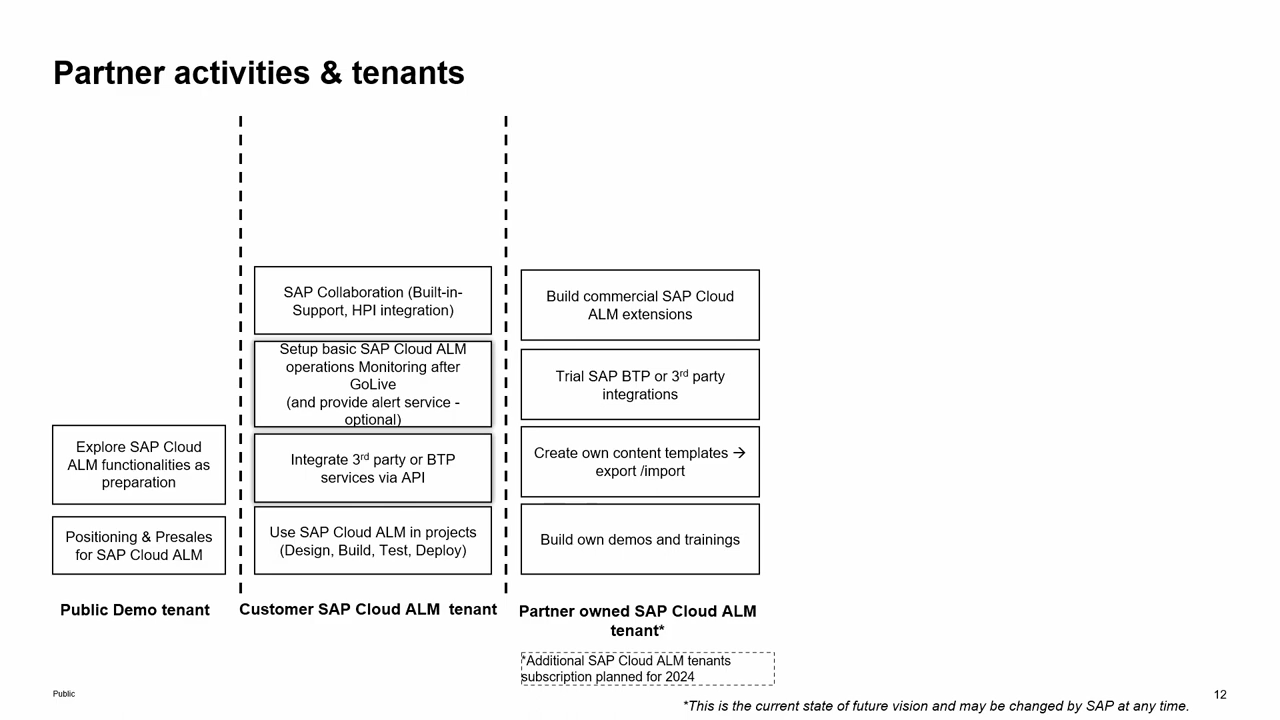 Partner activities & tenants
Explore SAP Cloud
ALM functionalities as
preparation
Positioning & Presales
for SAP Cloud ALM
Public Demo tenant
SAP Collaboration (Built-in-
Support, HPI integration)
Setup basic SAP Cloud ALM
operations Monitoring after
GoLive
(and provide alert service -
optional)
Integrate 3rd party or BTP
services via API
Use SAP Cloud ALM in projects
(Design, Build, Test, Deploy)
Customer SAP Cloud ALM  tenant
Build commercial SAP Cloud
ALM extensions
Trial SAP BTP or 3rd party
integrations
Create own content templates →
export /import
Build own demos and trainings
Partner owned SAP Cloud ALM
tenant*
*Additional SAP Cloud ALM tenants
subscription planned for 2024
Public
12
*This is the current state of future vision and may be changed by SAP at any time.